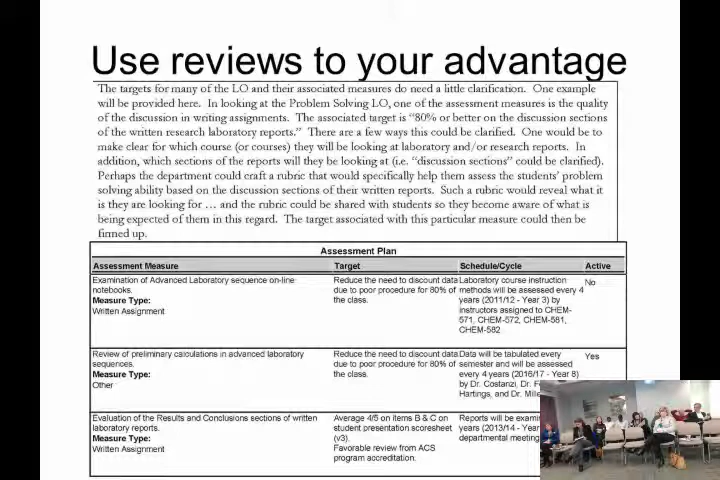 Use reviews to your advantage
The targets for many of the LO and their associated measures do need a little clarification. One example
will be provided here. In looking at the Problem Solving LO, one of the assessment measures is the quality
of the discussion in writing assignments. The associated target is “80% or better on the discussion sections
of the written research laboratory reports.” There are a few ways this could be clarified. One would be to
make clear for which course (or courses) they will be looking at laboratory and/or research reports. In
addition, which sections of the reports will they be looking at (i.e. “discussion sections” could be clarified).
Perhaps the department could craft a rubric that would specifically help them assess the students’ problem
solving ability based on the discussion sections of their written reports. Such a rubric would reveal what it
is they are looking for … and the rubric could be shared with students so they become aware of what is
being expected of them in this regard. The target associated with this particular measure could then be
firmed up.
Assessment Plan
Assessment Measure Target Schedule/Cycle Active
Examination of Advanced Laboratory sequence on-line
notebooks.
Measure Type:
Written Assignment
Reduce the need to discount data
due to poor procedure for 80% of
the class.
Laboratory course instruction
methods will be assessed every 4
years (2011/12 - Year 3) by
instructors assigned to CHEM-
571, CHEM-572, CHEM-581,
CHEM-582
No
Review of preliminary calculations in advanced laboratory
sequences.
Measure Type:
Other
Reduce the need to discount data
due to poor procedure for 80% of
the class.
Data will be tabulated every
semester and will be assessed
every 4 years (2016/17 - Year 8)
by Dr. Costanzi, Dr.
Hartings, and Dr.
Yes
Evaluation of the Results and Conclusions sections of written
laboratory reports.
Measure Type:
Written Assignment
Average 4/5 on items B & C on
student presentation scoresheet
(v3).
Favorable review from ACS
program accreditation.
Reports will be
years (2013/14 -
departmental meeting